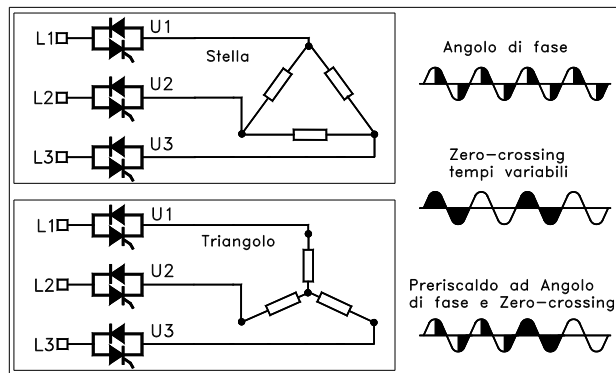 L1
U1
Stella
L2
U2
L3
U3
L1
U1
Triangolo
L2
U2
L3
U3
Angolo di fase
Zero-crossing
tempi variabili
Preriscaldo ad Angolo
di fase e Zero-crossing